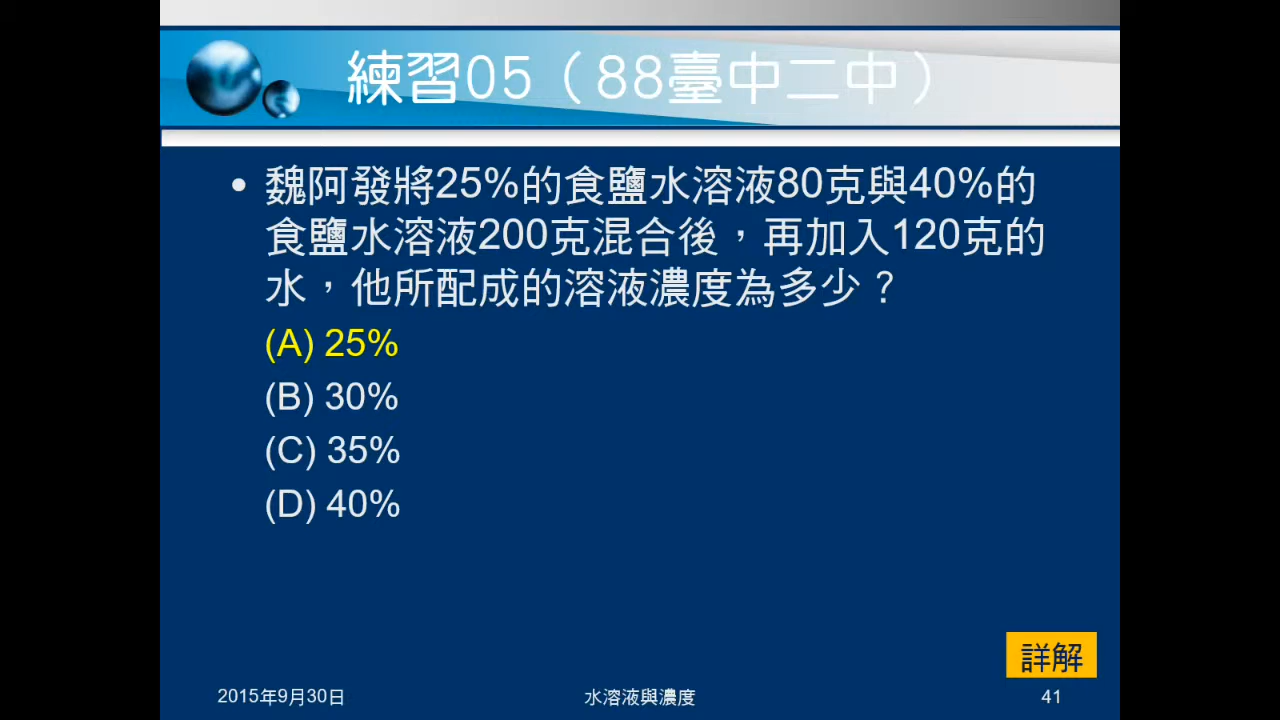 練習05（88臺中二中）
• 魏阿發將25%的食鹽水溶液80克與40%的
食鹽水溶液200克混合後，再加入120克的
水，他所配成的溶液濃度為多少？
(A) 25%
(B) 30%
(C) 35%
(D) 40%
詳解
2015年9月30日 水溶液與濃度 41